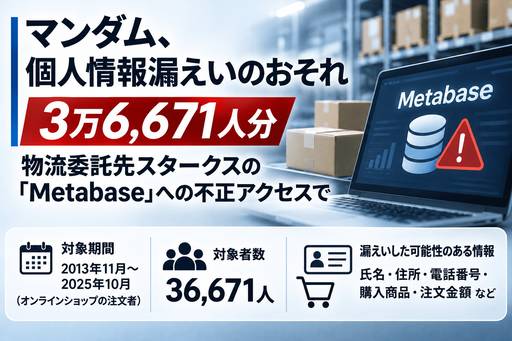 マンダム、
個人情報漏えいのおそれ
3万6,671人分
物流委託先スタークスの
「Metabase」への不正アクセスで
Metabase
対象期間
2013年11月～
2025年10月
(オンラインショップの注文者)
対象者数
36,671人
漏えいした可能性のある情報
氏名・住所・電話番号・
購入商品・注文金額 など